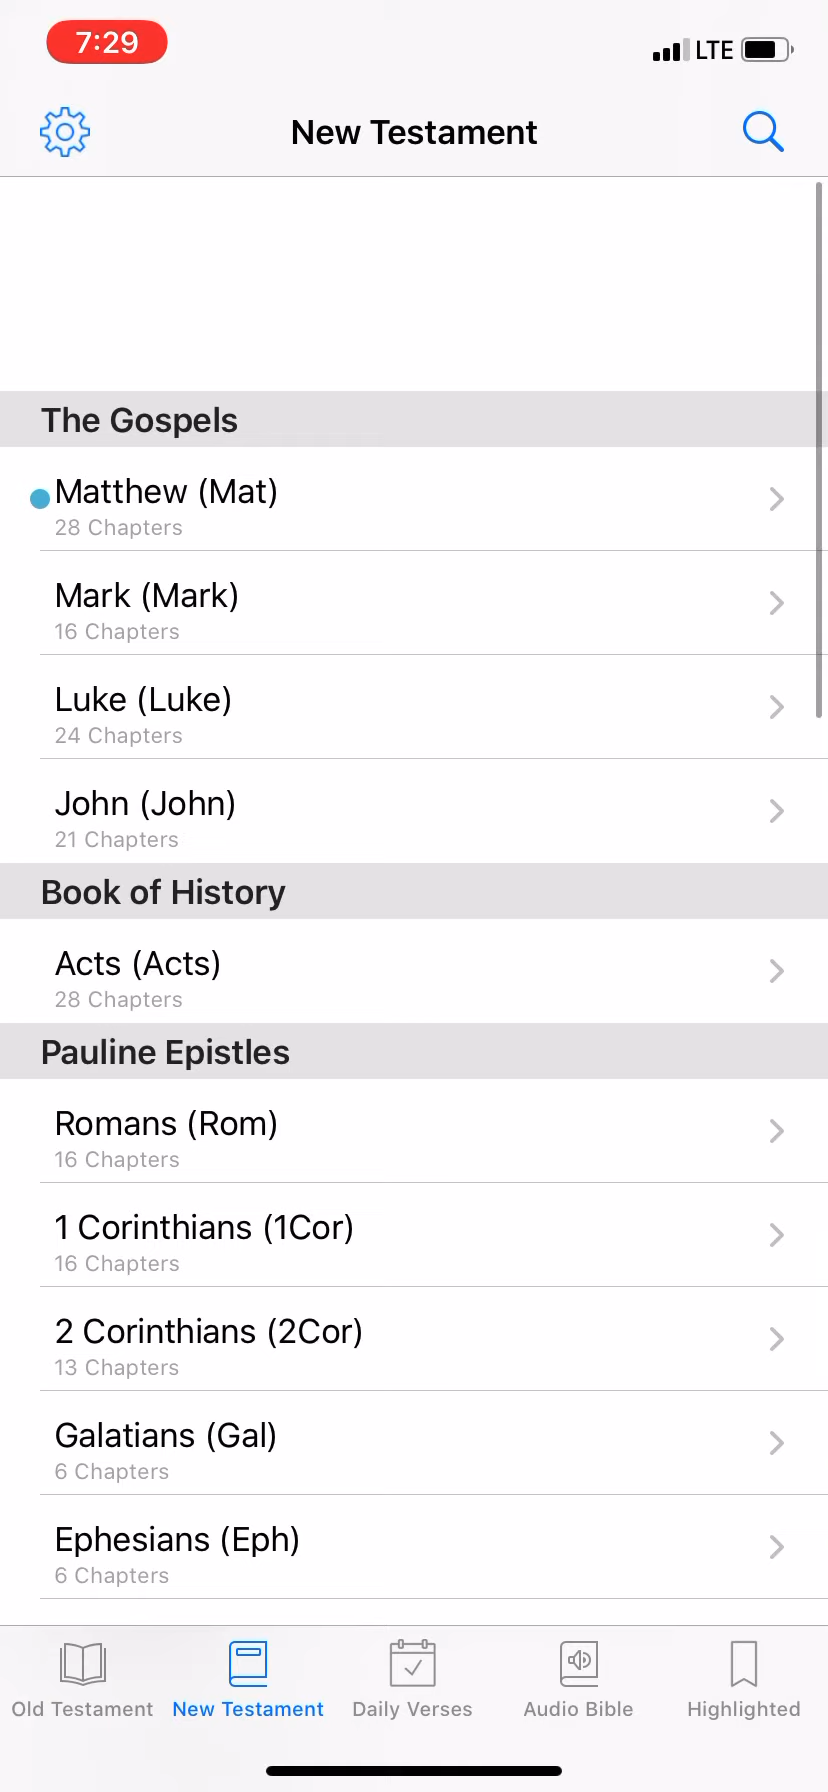 7:29
LTE
New Testament
The Gospels
Matthew (Mat)
28 Chapters
Mark (Mark)
16 Chapters
Luke (Luke)
24 Chapters
John (John)
21 Chapters
Book of History
Acts (Acts)
28 Chapters
Pauline Epistles
Romans (Rom)
16 Chapters
1 Corinthians (1Cor)
16 Chapters
2 Corinthians (2Cor)
13 Chapters
Galatians (Gal)
6 Chapters
Ephesians (Eph)
6 Chapters
Old Testament New Testament Daily Verses Audio Bible Highlighted